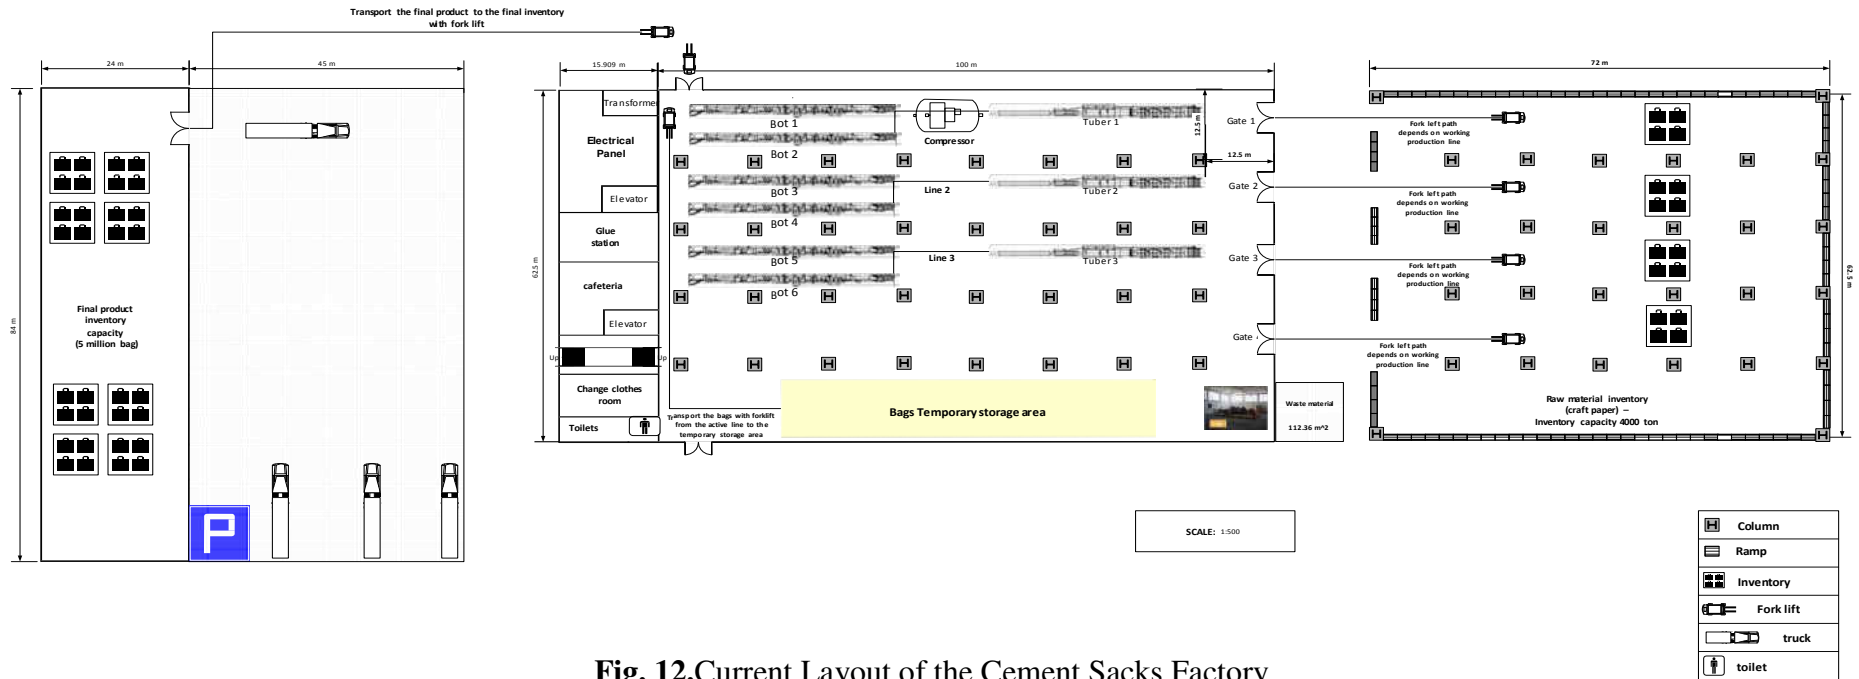 Transport the final product to the final inventory
with fork lift
24 m
45 m
84 m
Final product
inventory
capacity
(5 million bag)
P
15.909 m
100 m
62.5 m
Transformer
Electrical
Panel
Elevator
Glue
station
cafeteria
Elevator
Up
Up
Change clothes
room
Toilets
Bot 1
Bot 2
Bot 3
Bot 4
Bot 5
Bot 6
Compressor
Line 2
Line 3
Tuber 1
Tuber 2
Tuber 3
12.5 m
12.5 m
Gate 1
Gate 2
Gate 3
Gate
Transport the bags with forklift
from the active line to the
temporary storage area
Bags Temporary storage area
Waste material
112.36 m^2
72 m
62.5 m
Fork left path
depends on working
production line
Fork left path
depends on working
production line
Fork left path
depends on working
production line
Fork left path
depends on working
production line
Raw material inventory
(craft paper) –
Inventory capacity 4000 ton
SCALE: 1:500
Column
Ramp
Inventory
Fork lift
truck
toilet
Fig. 12.Current Layout of the Cement Sacks Factory